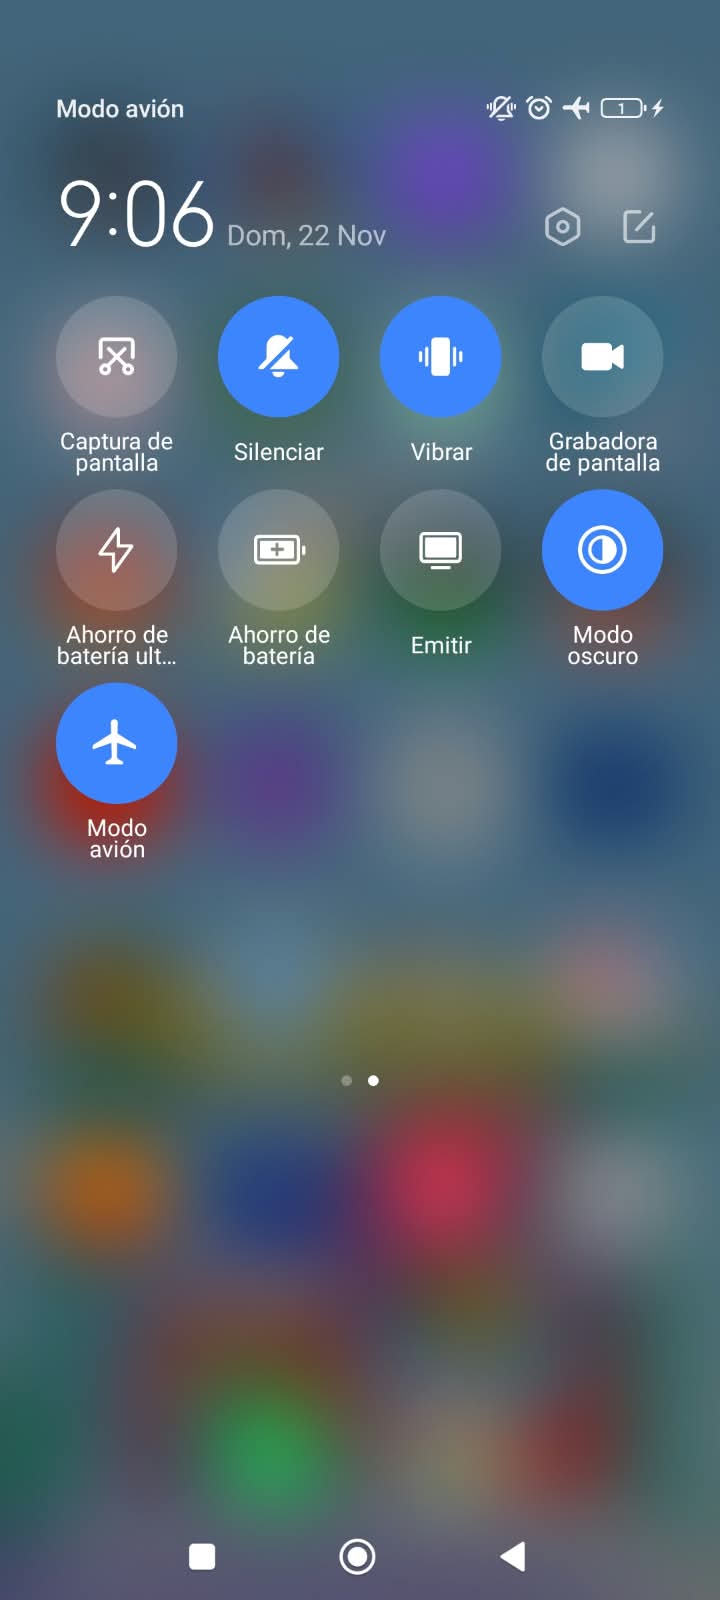 Modo avión
1
9:06 Dom, 22 Nov
Captura de
pantalla
Silenciar
Vibrar
Grabadora
de pantalla
Ahorro de
batería ult...
Ahorro de
batería
Emitir
Modo
oscuro
Modo
avión